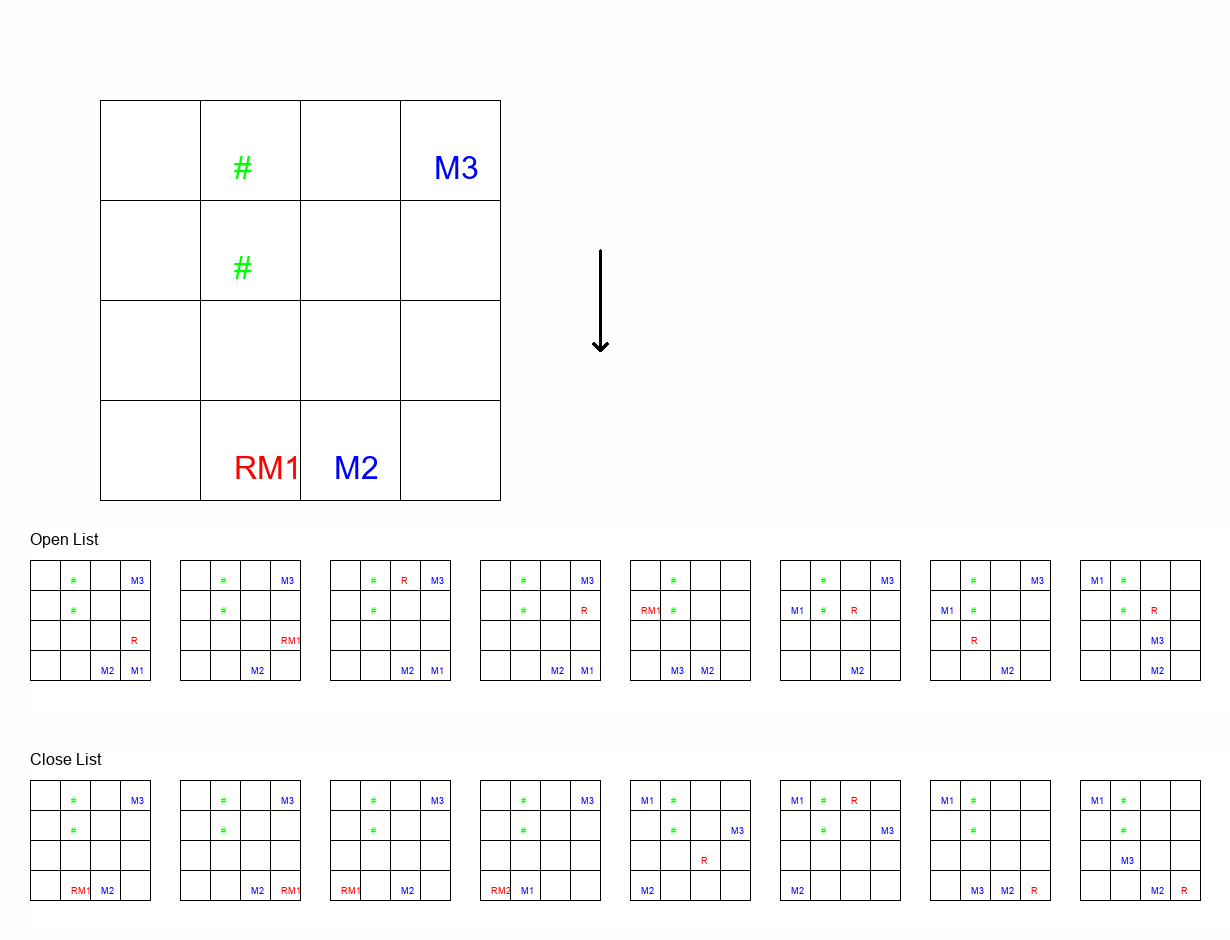 # M3
#
RM1 M2
Open List
# M3 # M3 # R M3 # M3 # # M3 # M3 M1 #
# # # # R RM1 # M1 # R M1 # # R
R RM1 R M3
M2 M1 M2 M2 M1 M2 M1 M3 M2 M2 M2 M2
Close List
# M3 # M3 # M3 # M3 M1 # M1 # R M1 # M1 #
# # # # # M3 # M3 # #
R M3
RM1 M2 M2 RM1 RM1 M2 RM2 M1 M2 M2 M3 M2 R M2 R